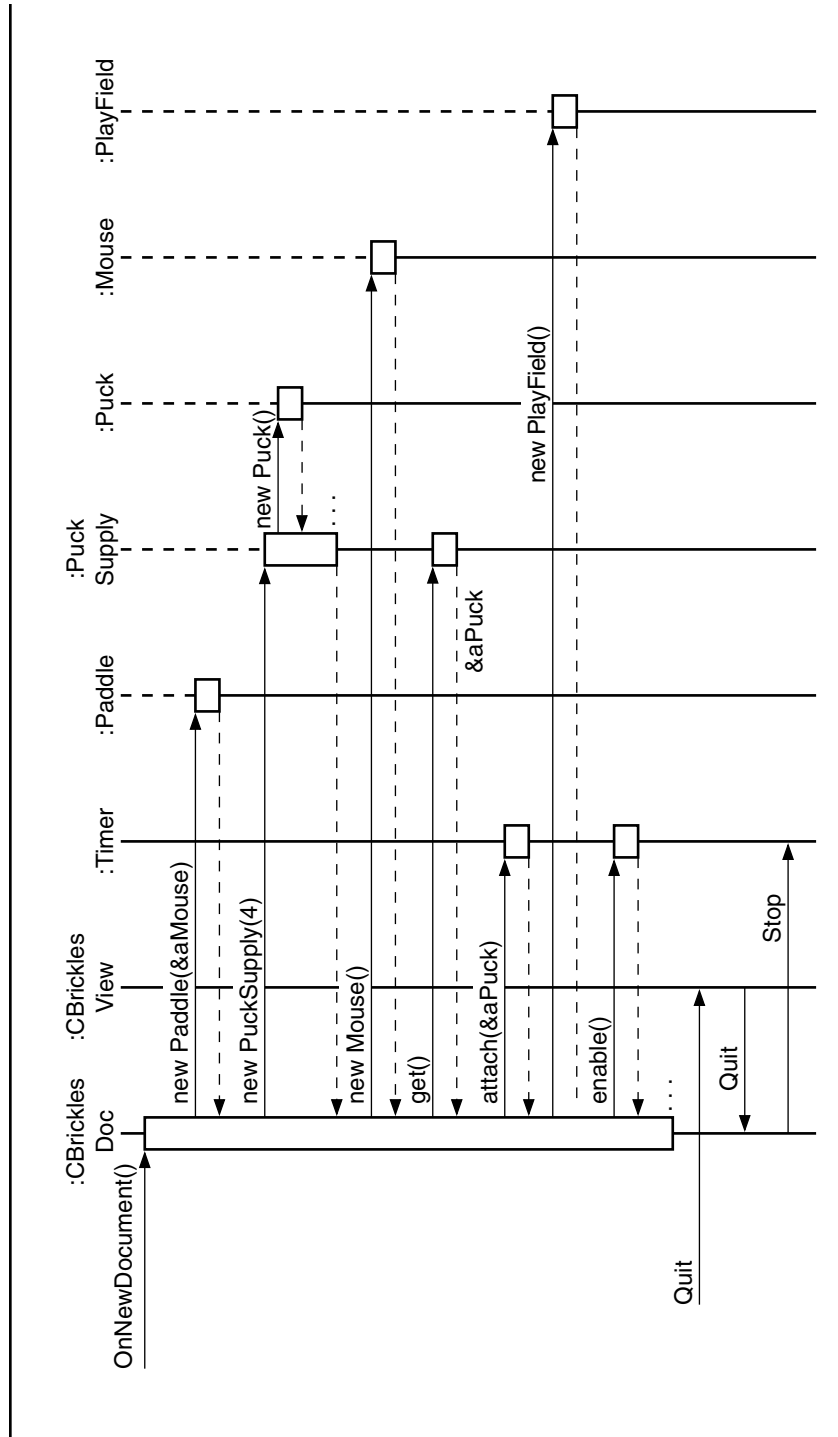 :CBrickles
Doc
:CBrickles
View
:Timer
:Paddle
:Puck
Supply
:Puck
:Mouse
:PlayField
OnNewDocument()
new Paddle(&aMouse)
new PuckSupply(4)
new Puck()
. . .
new Mouse()
get()
&aPuck
attach(&aPuck)
new PlayField()
enable()
. . .
Quit
Quit
Stop